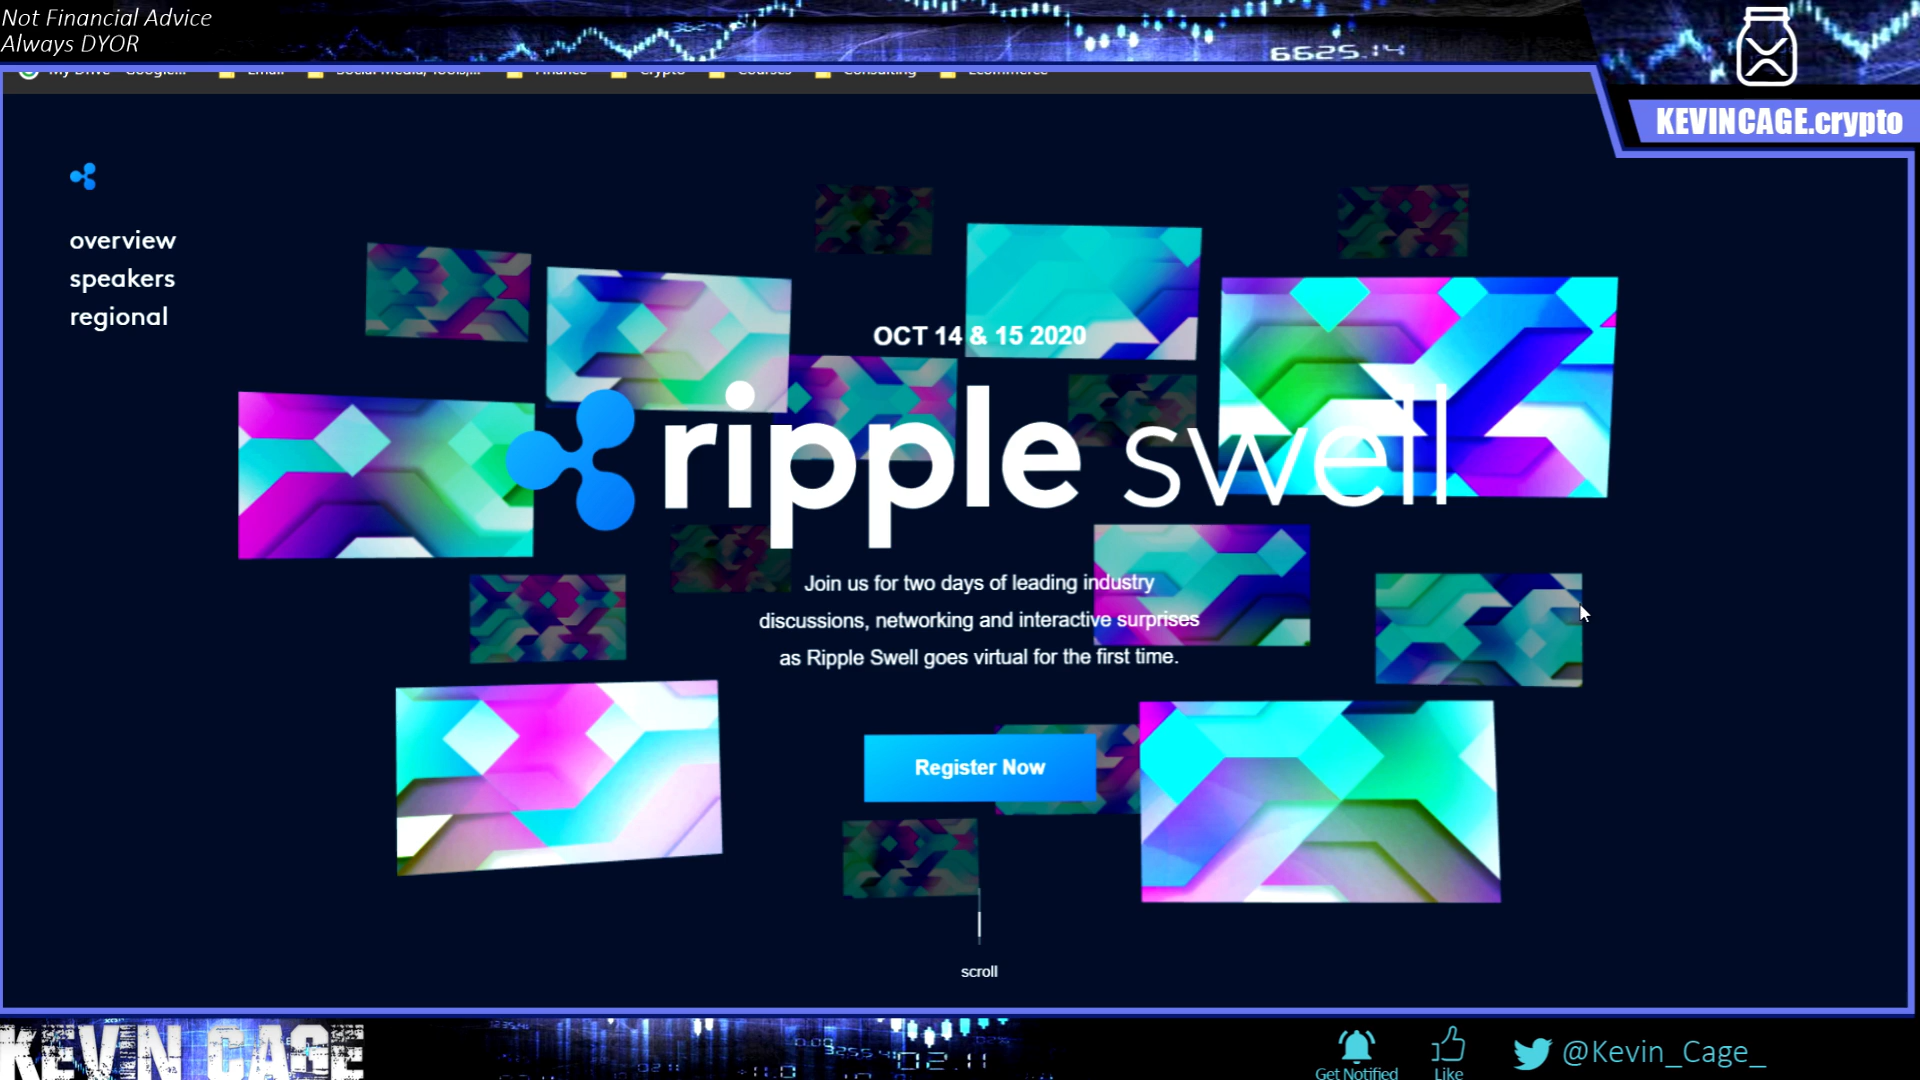 Not Financial Advice
Always DYOR
6625.14
KEVINCAGE.crypto
overview
speakers
regional
OCT 14 & 15 2020
ripple swell
Join us for two days of leading industry
discussions, networking and interactive surprises
as Ripple Swell goes virtual for the first time.
Register Now
scroll
KEVIN CAGE
Get Notified
Like
@Kevin_Cage_